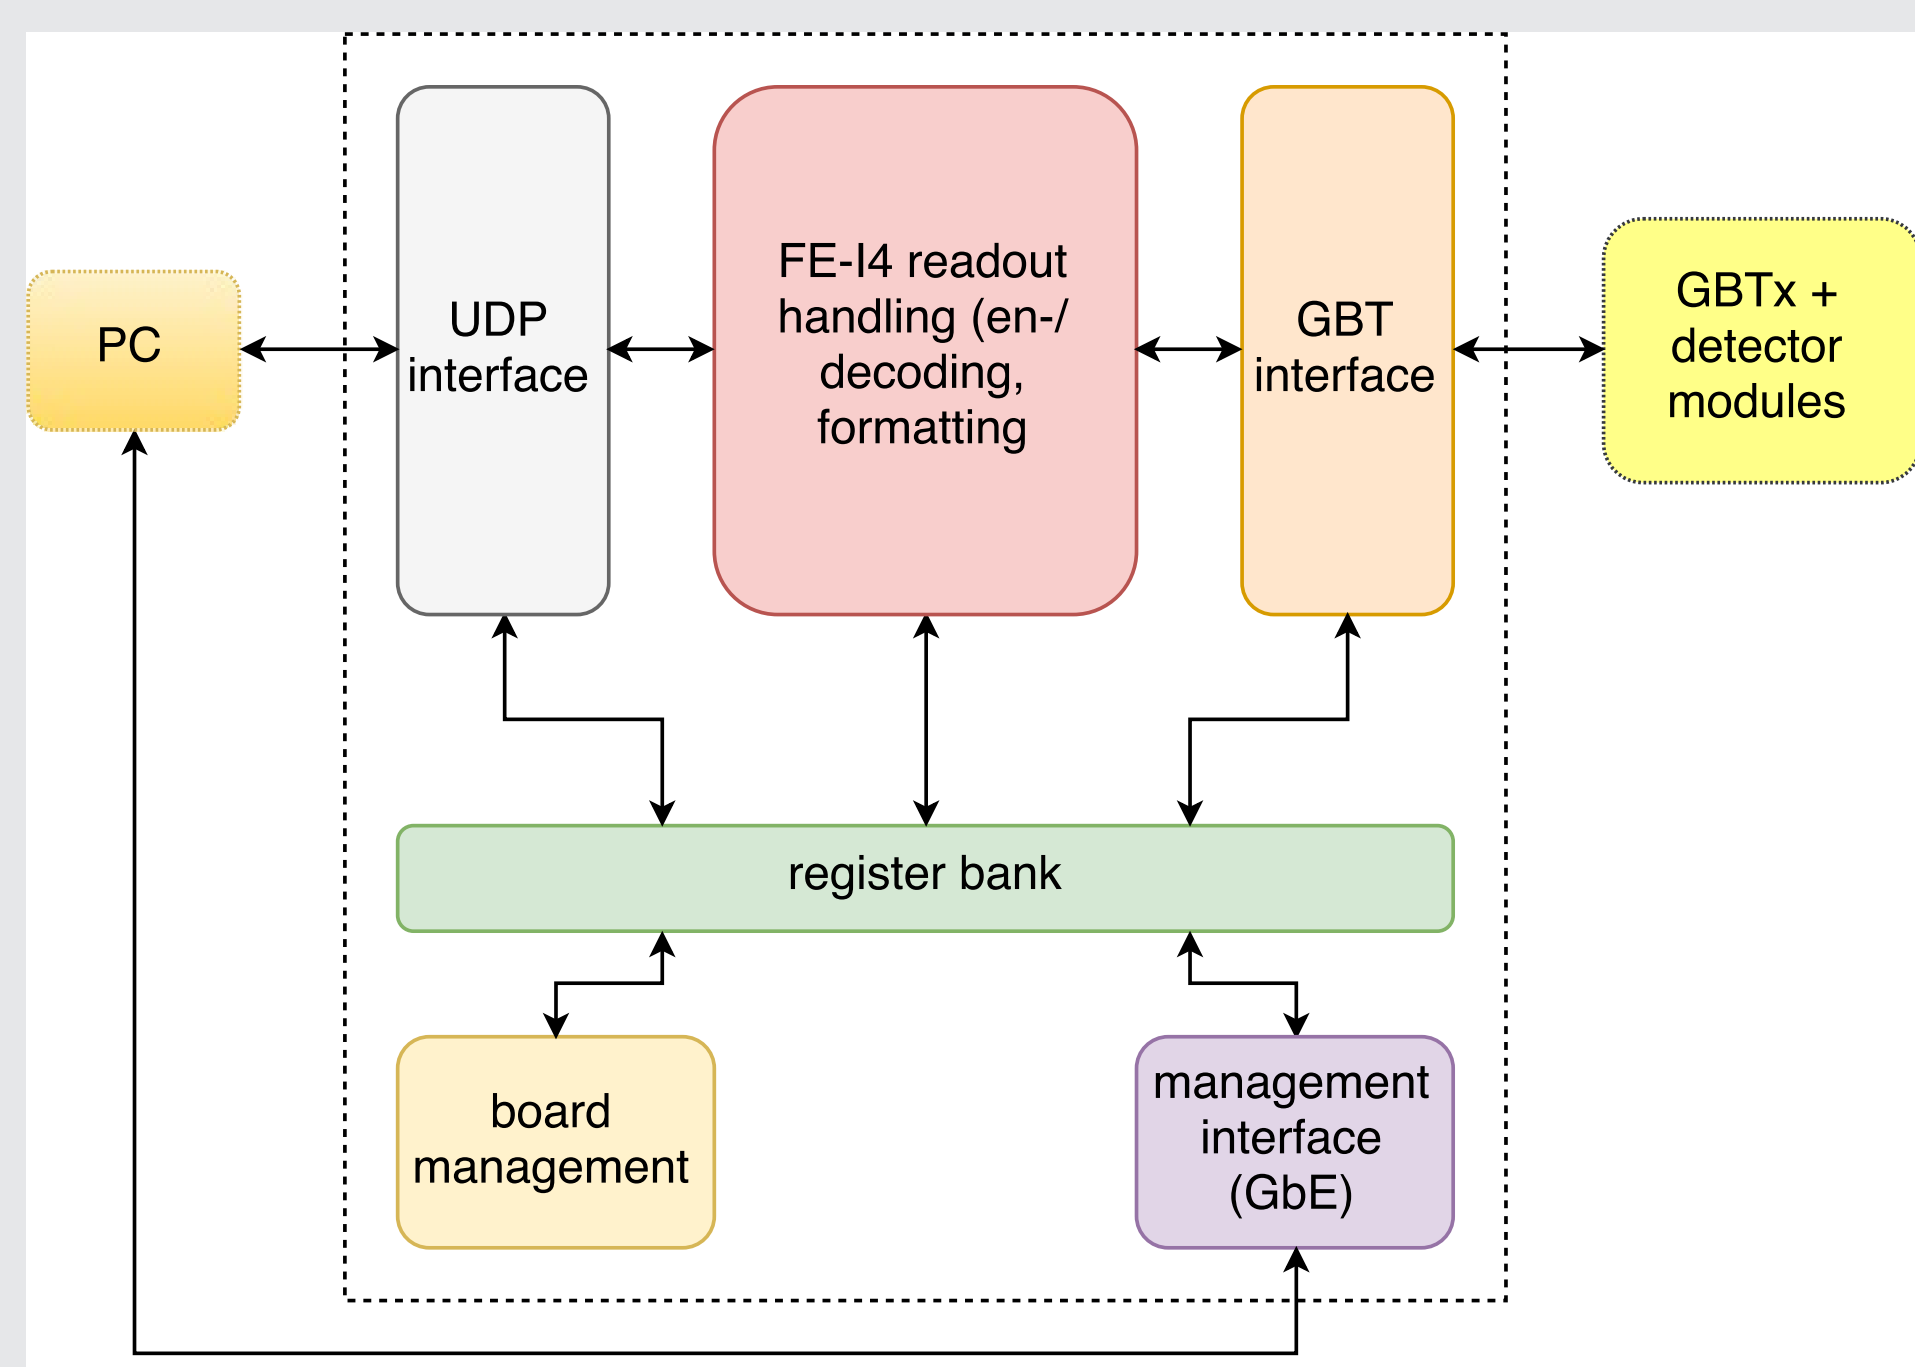 PC
UDP
interface
FE-I4 readout
handling (en-/
decoding,
formatting
GBT
interface
GBTx +
detector
modules
register bank
board
management
management
interface
(GbE)